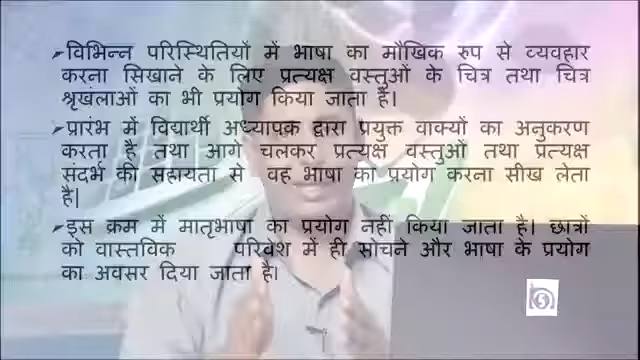 ➢विभिन्न परिस्थितियों में भाषा का मौखिक रुप से व्यवहार
करना सिखाने के लिए प्रत्यक्ष वस्तुओं के चित्र तथा चित्र
श्रृखंलाओं का भी प्रयोग किया जाता है।
➢प्रारंभ में विद्यार्थी अध्यापक द्वारा प्रयुक्त वाक्यों का अनुकरण
करता है तथा आगे चलकर प्रत्यक्ष वस्तुओं तथा प्रत्यक्ष
संदर्भ की सहायता से वह भाषा का प्रयोग करना सीख लेता
है|
➢इस क्रम में मातृभाषा का प्रयोग नहीं किया जाता है। छात्रों
को वास्तविक परिवेश में ही सोचने और भाषा के प्रयोग
का अवसर दिया जाता है।